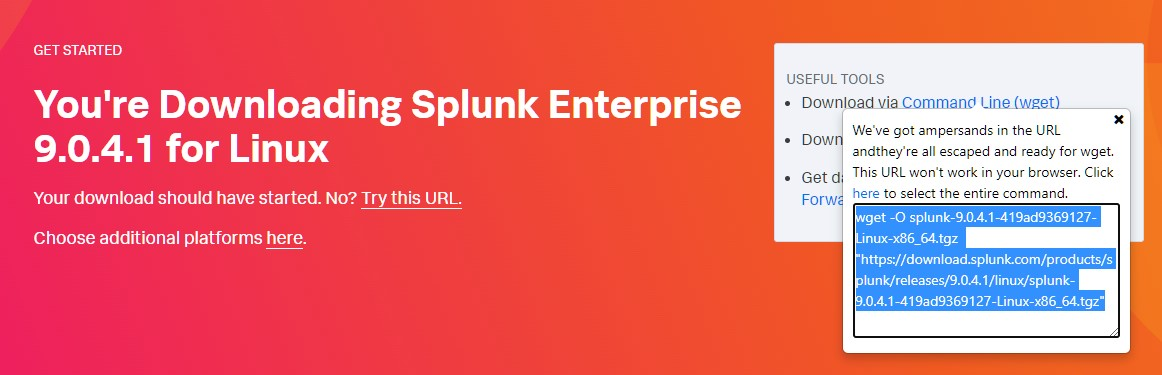 GET STARTED
You're Downloading Splunk Enterprise
9.0.4.1 for Linux
Your download should have started. No? Try this URL.
Choose additional platforms here.
USEFUL TOOLS
• Download via Command Line (wget)
•
• Get
We've got ampersands in the URL
andthey're all escaped and ready for wget.
This URL won't work in your browser. Click
here to select the entire command.
wget -O splunk-9.0.4.1-419ad9369127-
Linux-x86_64.tgz
"https://download.splunk.com/products/s
plunk/releases/9.0.4.1/linux/splunk-
9.0.4.1-419ad9369127-Linux-x86_64.tgz"